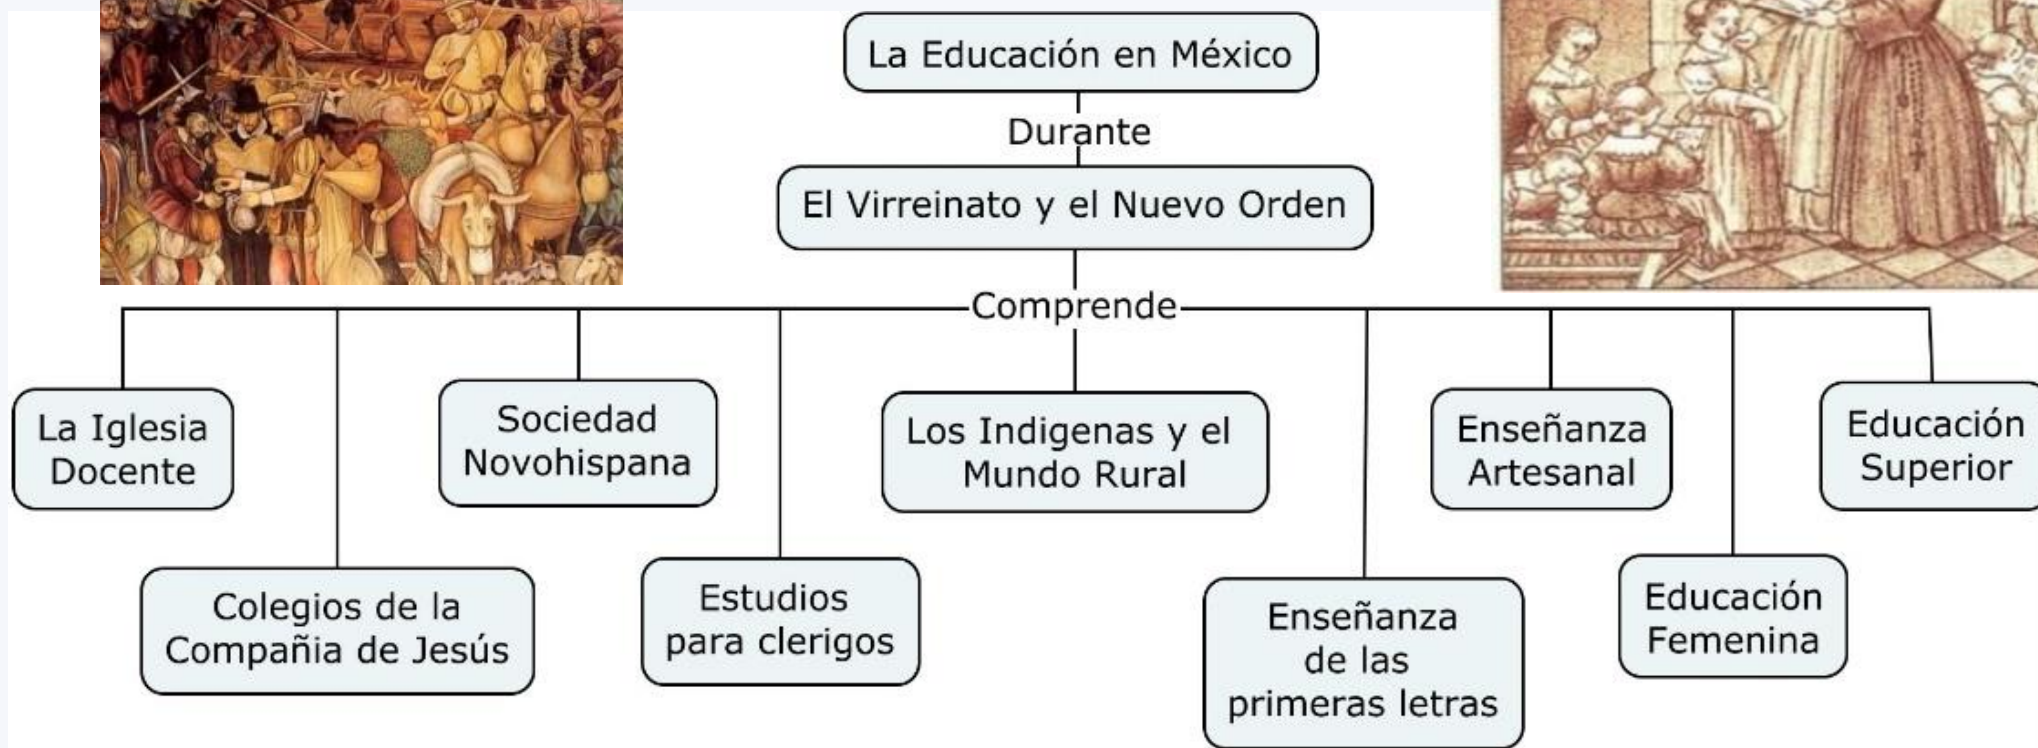 La Educación en México
Durante
El Virreinato y el Nuevo Orden
Comprende
La Iglesia
Docente
Sociedad
Novohispana
Los Indigenas y el
Mundo Rural
Enseñanza
Artesanal
Educación
Superior
Colegios de la
Compañia de Jesús
Estudios
para clerigos
Enseñanza
de las
primeras letras
Educación
Femenina